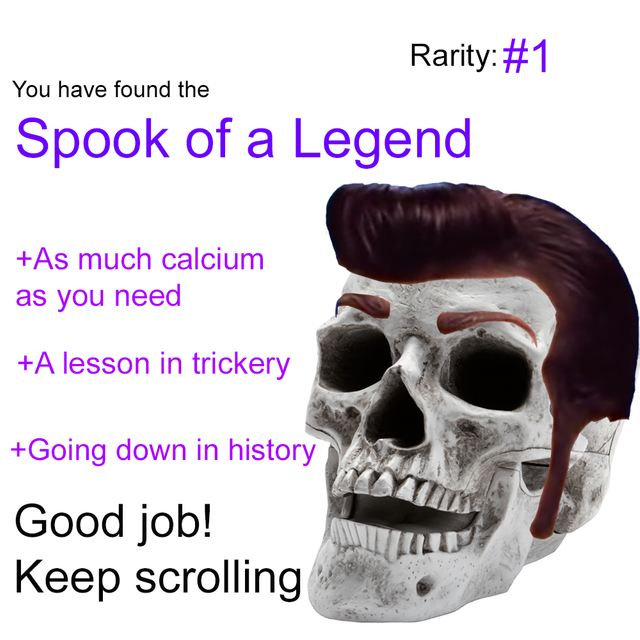 Rarity: #1
You have found the
Spook of a Legend
+As much calcium
as you need
+A lesson in trickery
+Going down in history
Good job!
Keep scrolling